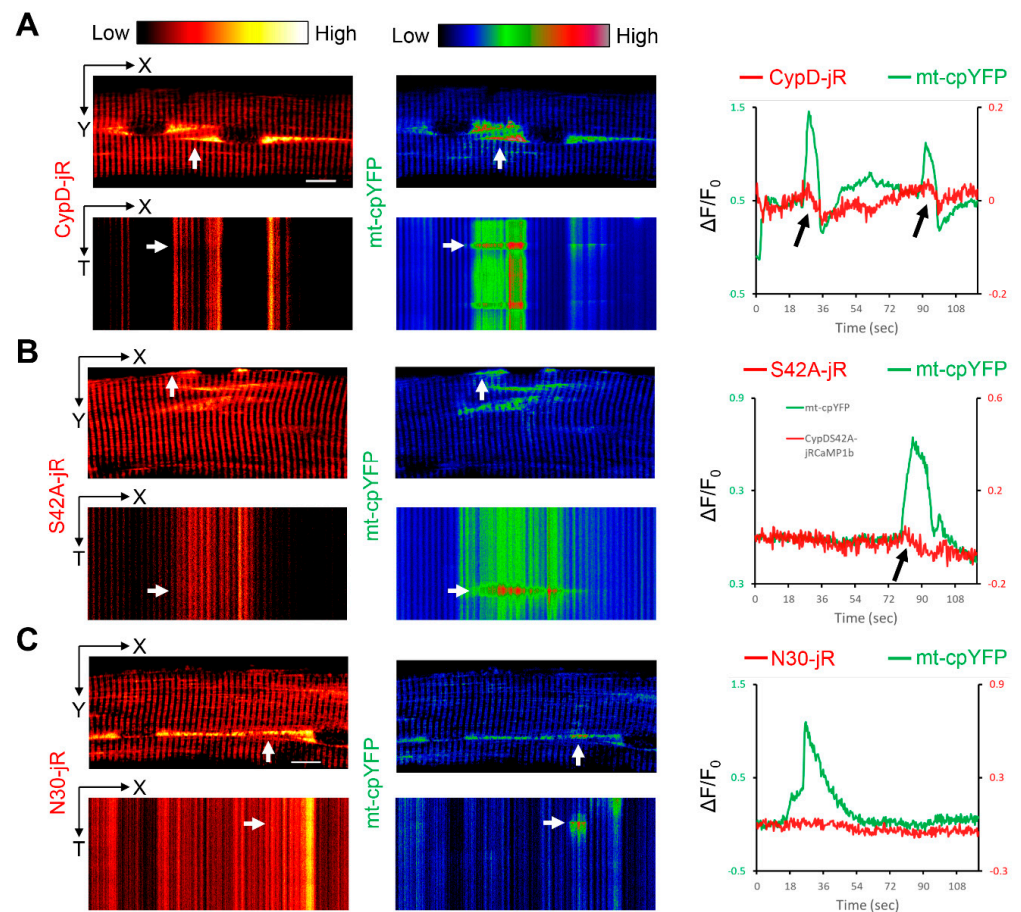 A
Low
High
Low
High
X
Y
CypD-jR
X
T
mt-cpYFP
CypD-jR
mt-cpYFP
1.5
0.5
0.5
0.2
0
-0.2
ΔF/F0
0 18 36 54 72 90 108
Time (sec)
B
X
Y
S42A-jR
X
T
mt-cpYFP
S42A-jR
mt-cpYFP
mt-cpYFP
CypDS42A-
jRCaMP1b
0.9
0.3
0.3
0.6
0.2
-0.2
ΔF/F0
0 18 36 54 72 90 108
Time (sec)
C
X
Y
N30-jR
X
T
mt-cpYFP
N30-jR
mt-cpYFP
1.5
0.5
-0.5
0.9
0.3
-0.3
ΔF/F0
0 18 36 54 72 90 108
Time (sec)